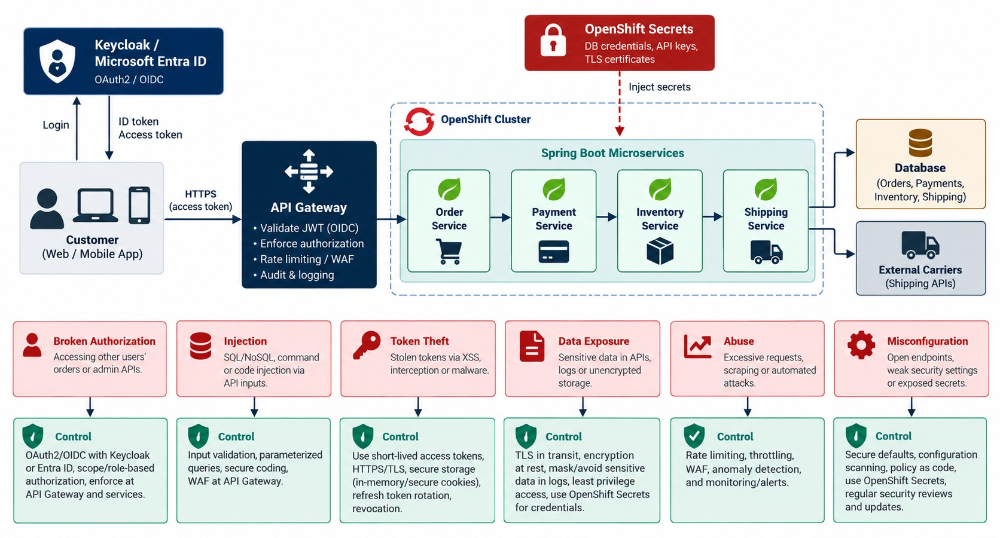 Keycloak /
Microsoft Entra ID
OAuth2 / OIDC
OpenShift Secrets
DB credentials, API keys,
TLS certificates
Inject secrets
Login
ID token
Access token
OpenShift Cluster
Spring Boot Microservices
Customer
(Web / Mobile App)
HTTPS
(access token)
API Gateway
• Validate JWT (OIDC)
• Enforce authorization
• Rate limiting / WAF
• Audit & logging
Order
Service
Payment
Service
Inventory
Service
Shipping
Service
Database
(Orders, Payments,
Inventory, Shipping)
External Carriers
(Shipping APIs)
Broken Authorization
Accessing other users'
orders or admin APIs.
Injection
SQL/NoSQL, command
or code injection via
API inputs.
Token Theft
Stolen tokens via XSS,
interception or malware.
Data Exposure
Sensitive data in APIs,
logs or unencrypted
storage.
Abuse
Excessive requests,
scraping or automated
attacks.
Misconfiguration
Open endpoints,
weak security settings
or exposed secrets.
Control
OAuth2/OIDC with Keycloak
or Entra ID, scope/role-based
authorization, enforce at
API Gateway and services.
Control
Input validation, parameterized
queries, secure coding,
WAF at API Gateway.
Control
Use short-lived access tokens,
HTTPS/TLS, secure storage
(in-memory/secure cookies),
refresh token rotation,
revocation.
Control
TLS in transit, encryption
at rest, mask/avoid sensitive
data in logs, least privilege
access, use OpenShift Secrets
for credentials.
Control
Rate limiting, throttling,
WAF, anomaly detection,
and monitoring/alerts.
Control
Secure defaults, configuration
scanning, policy as code,
use OpenShift Secrets,
regular security reviews
and updates.